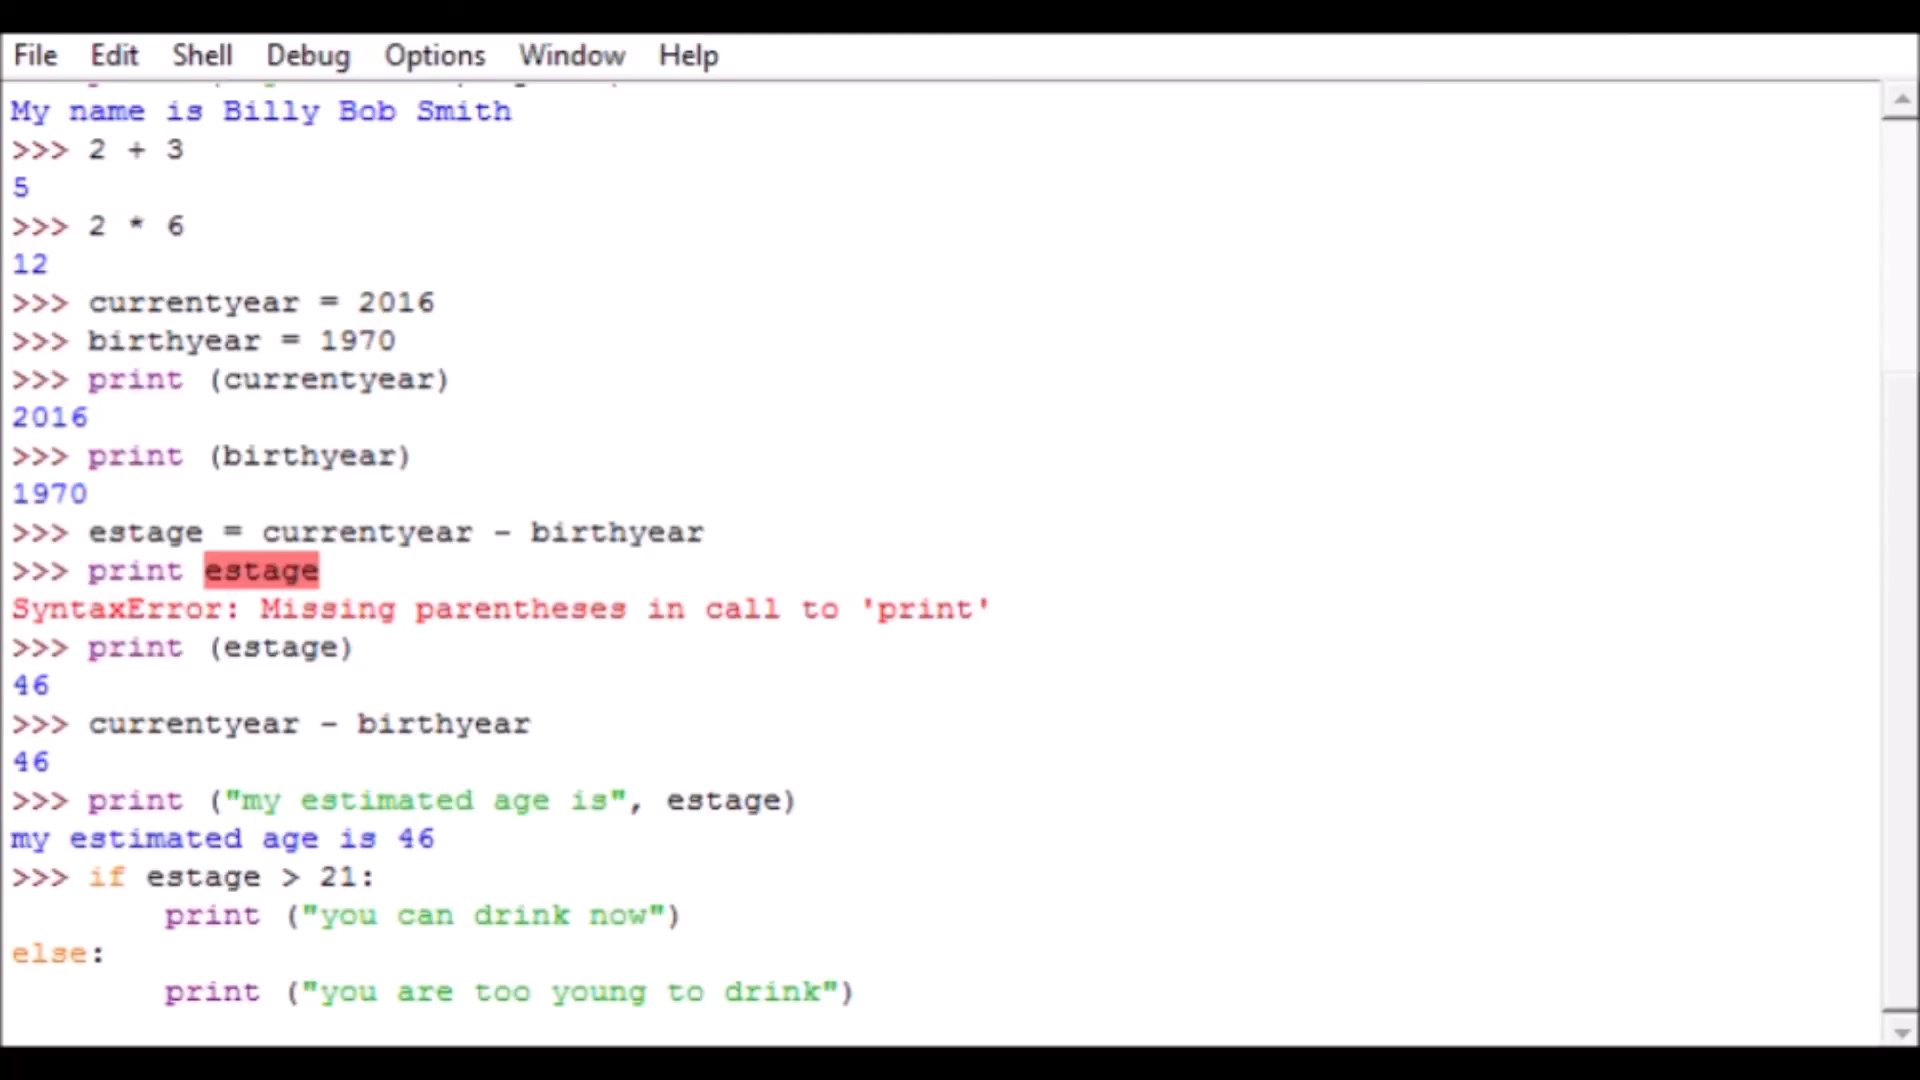 File Edit Shell Debug Options Window Help
My name is Billy Bob Smith
>>> 2 + 3
5
>>> 2 * 6
12
>>> currentyear = 2016
>>> birthyear = 1970
>>> print (currentyear)
2016
>>> print (birthyear)
1970
>>> estage = currentyear - birthyear
>>> print estage
SyntaxError: Missing parentheses in call to 'print'
>>> print (estage)
46
>>> currentyear - birthyear
46
>>> print ("my estimated age is", estage)
my estimated age is 46
>>> if estage > 21:
        print ("you can drink now")
else:
        print ("you are too young to drink")